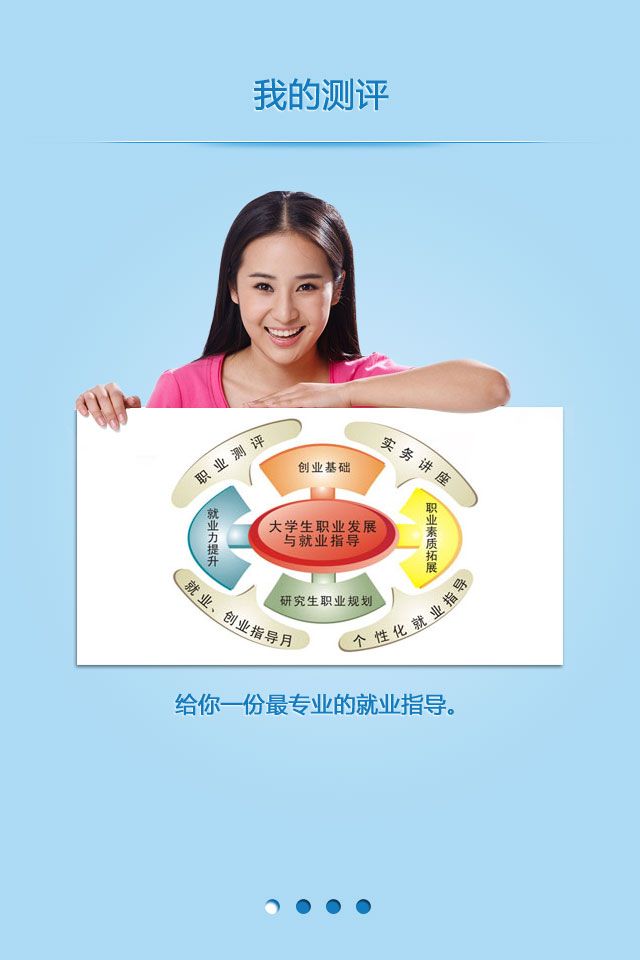 我的测评
职业测评
实务讲座
创业基础
就业力提升
大学生职业发展
与就业指导
职业素质拓展
研究生职业规划
就业、创业指导月
个性化就业指导
给你一份最专业的就业指导。